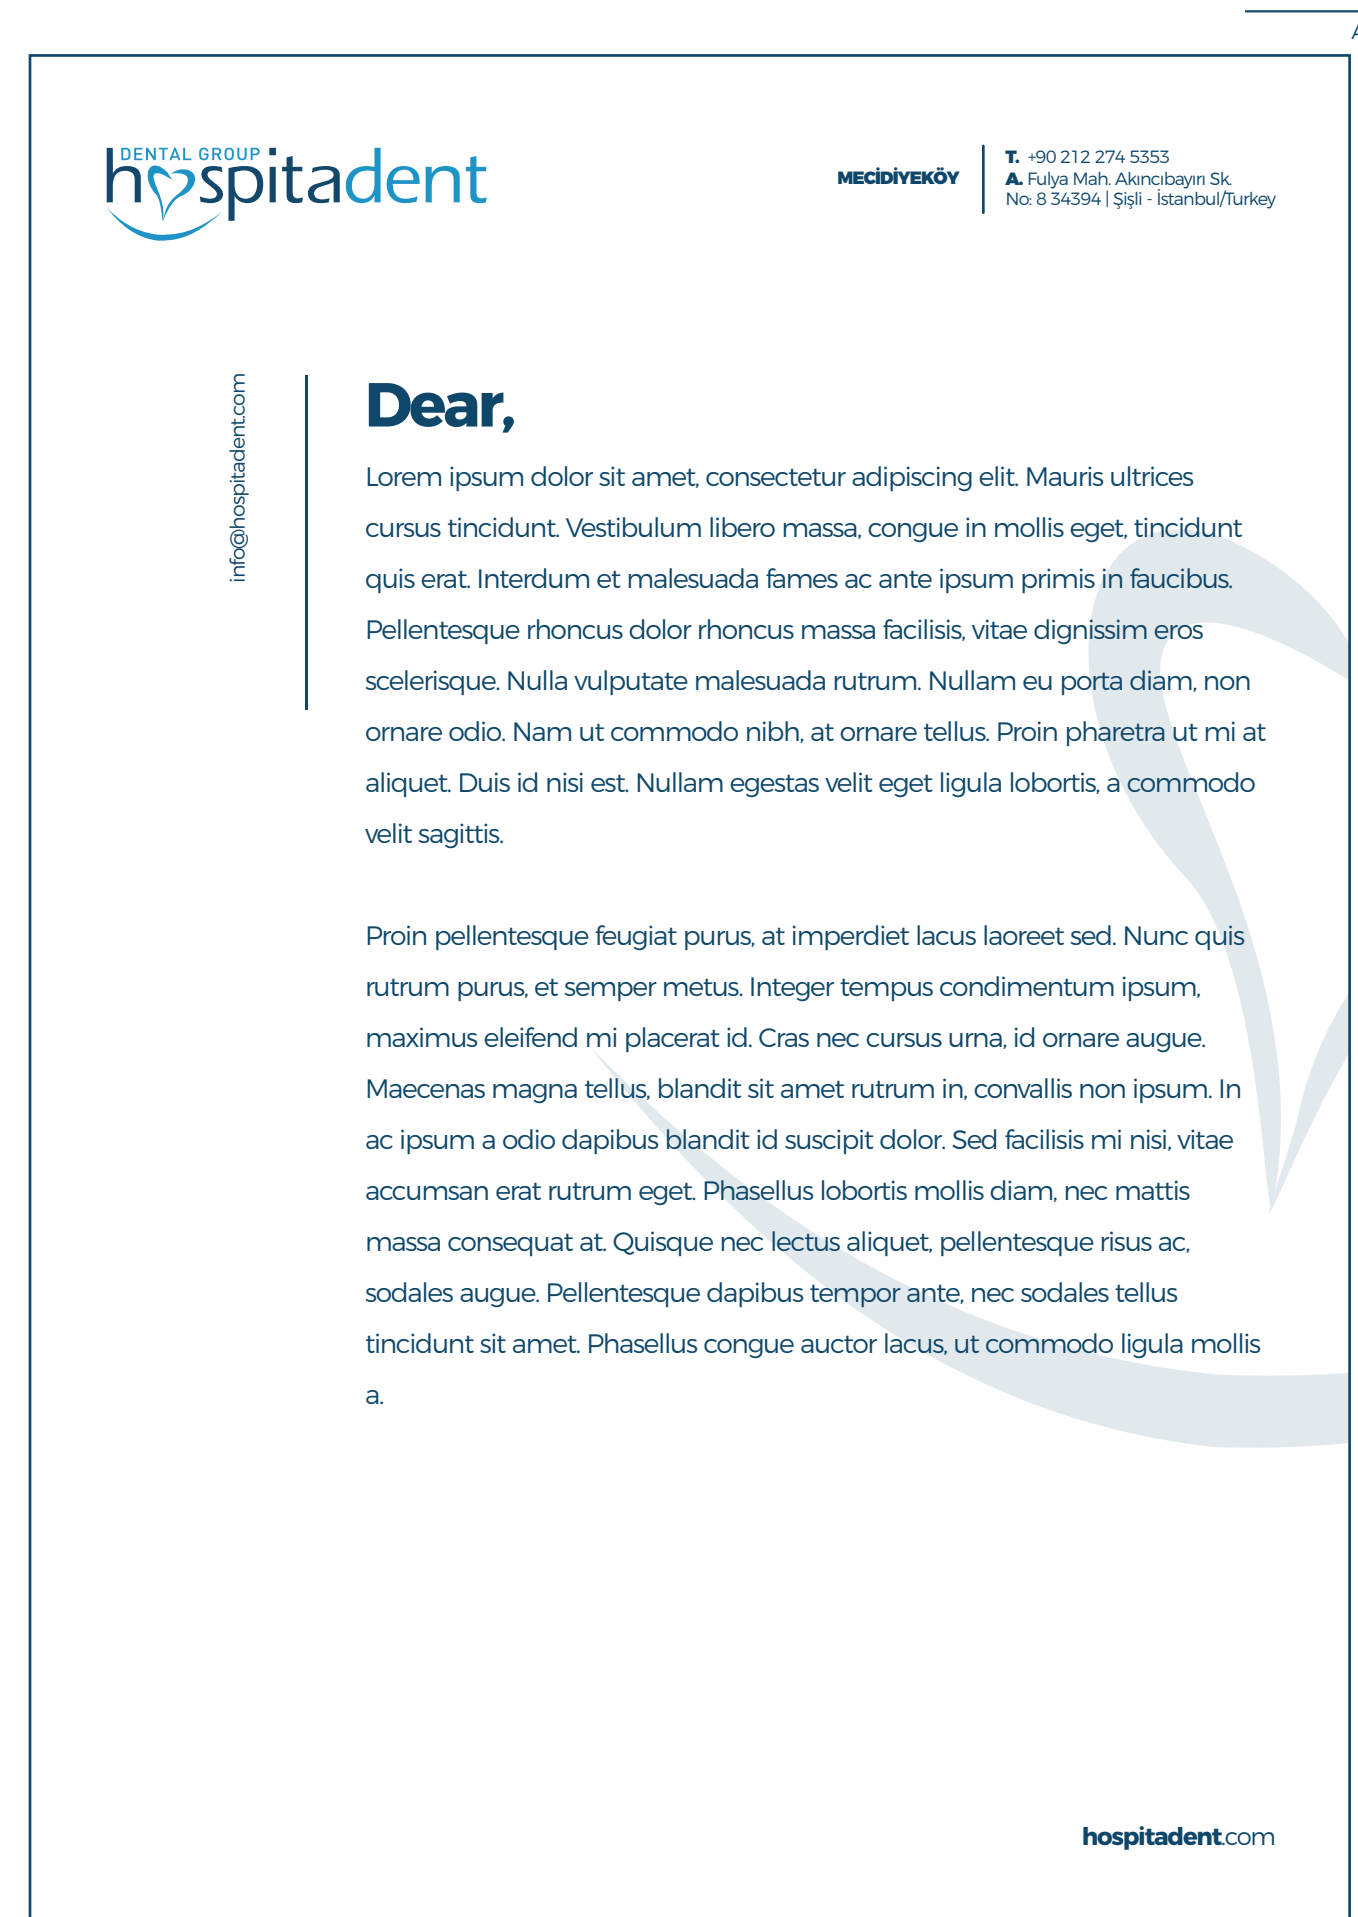 DENTAL GROUP
hospitadent
MECİDİYEKÖY
T. +90 212 274 5353
A. Fulya Mah. Akıncıbayırı Sk.
No: 8 34394 | Şişli - İstanbul/Turkey
info@hospitadent.com
Dear,
Lorem ipsum dolor sit amet, consectetur adipiscing elit. Mauris ultrices
cursus tincidunt. Vestibulum libero massa, congue in mollis eget, tincidunt
quis erat. Interdum et malesuada fames ac ante ipsum primis in faucibus.
Pellentesque rhoncus dolor rhoncus massa facilisis, vitae dignissim eros
scelerisque. Nulla vulputate malesuada rutrum. Nullam eu porta diam, non
ornare odio. Nam ut commodo nibh, at ornare tellus. Proin pharetra ut mi at
aliquet. Duis id nisi est. Nullam egestas velit eget ligula lobortis, a commodo
velit sagittis.
Proin pellentesque feugiat purus, at imperdiet lacus laoreet sed. Nunc quis
rutrum purus, et semper metus. Integer tempus condimentum ipsum,
maximus eleifend mi placerat id. Cras nec cursus urna, id ornare augue.
Maecenas magna tellus, blandit sit amet rutrum in, convallis non ipsum. In
ac ipsum a odio dapibus blandit id suscipit dolor. Sed facilisis mi nisi, vitae
accumsan erat rutrum eget. Phasellus lobortis mollis diam, nec mattis
massa consequat at. Quisque nec lectus aliquet, pellentesque risus ac,
sodales augue. Pellentesque dapibus tempor ante, nec sodales tellus
tincidunt sit amet. Phasellus congue auctor lacus, ut commodo ligula mollis
a.
hospitadent.com